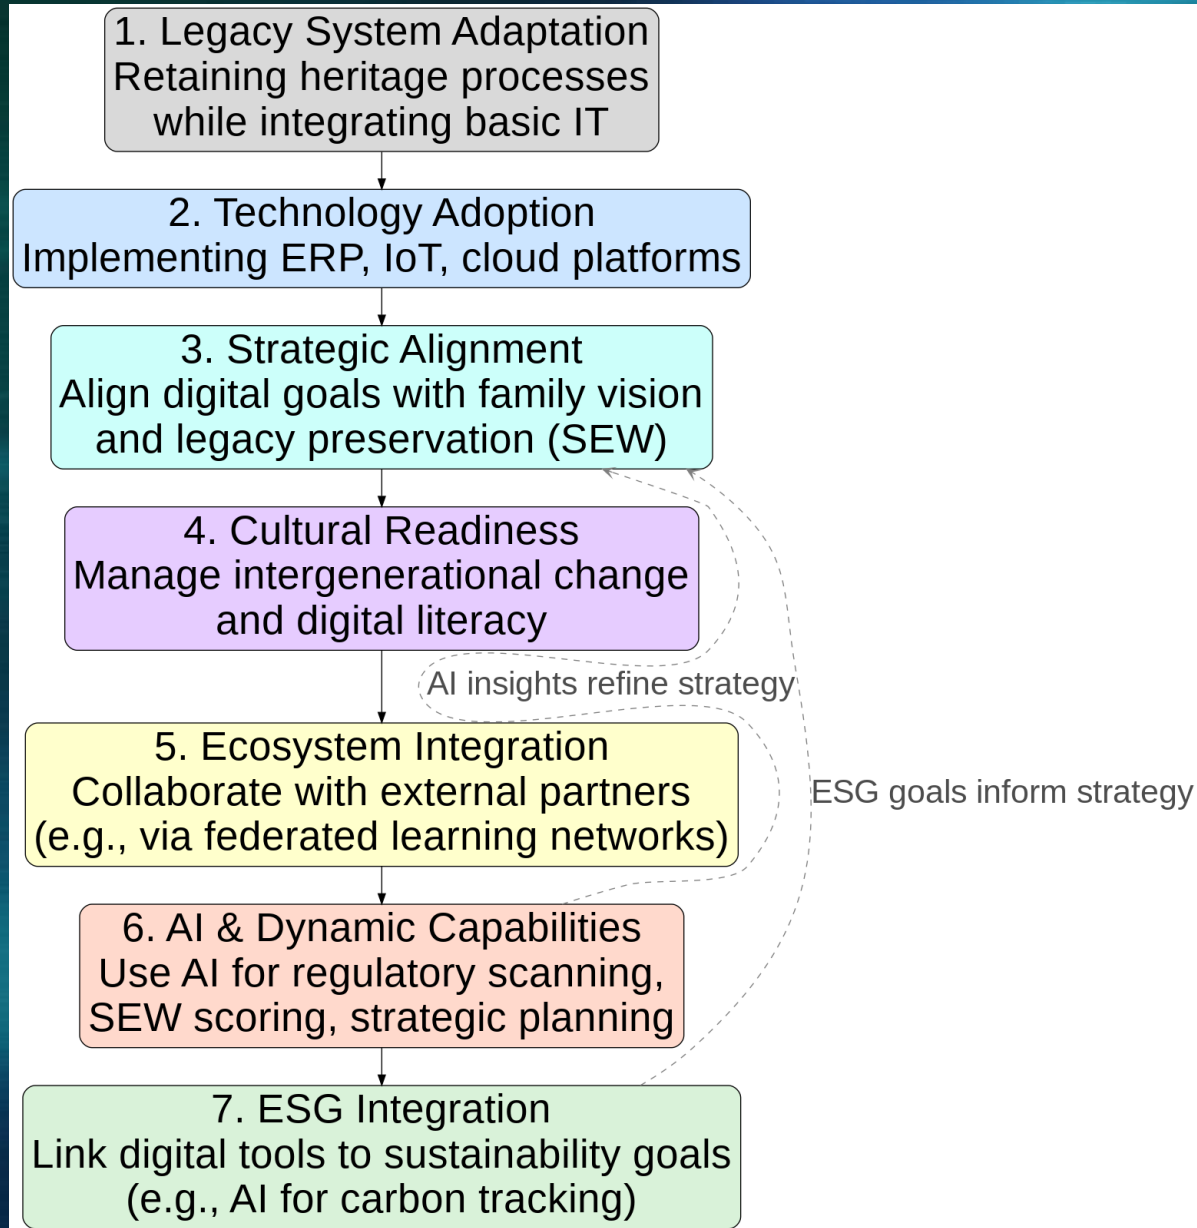 1. Legacy System Adaptation
Retaining heritage processes
while integrating basic IT
2. Technology Adoption
Implementing ERP, IoT, cloud platforms
3. Strategic Alignment
Align digital goals with family vision
and legacy preservation (SEW)
4. Cultural Readiness
Manage intergenerational change
and digital literacy
AI insights refine strategy
5. Ecosystem Integration
Collaborate with external partners
(e.g., via federated learning networks)
ESG goals inform strategy
6. AI & Dynamic Capabilities
Use AI for regulatory scanning,
SEW scoring, strategic planning
7. ESG Integration
Link digital tools to sustainability goals
(e.g., AI for carbon tracking)